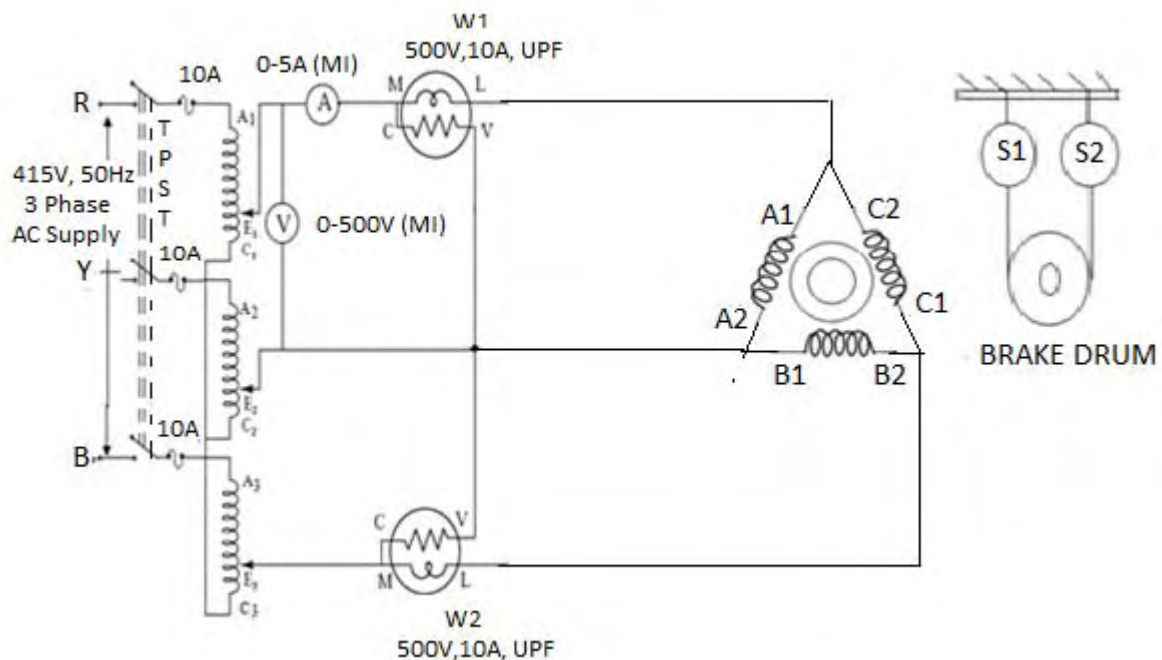 W1
500V,10A, UPF
0-5A (MI)
10A
M
L
R
A
C
V
A1
T
P
S
T
415V, 50Hz
3 Phase
AC Supply
V
0-500V (MI)
E1
C1
10A
Y
A2
E2
C2
10A
B
A3
C
V
M
L
E3
C3
W2
500V,10A, UPF
A1
C2
A2
C1
B1
B2
S1
S2
BRAKE DRUM